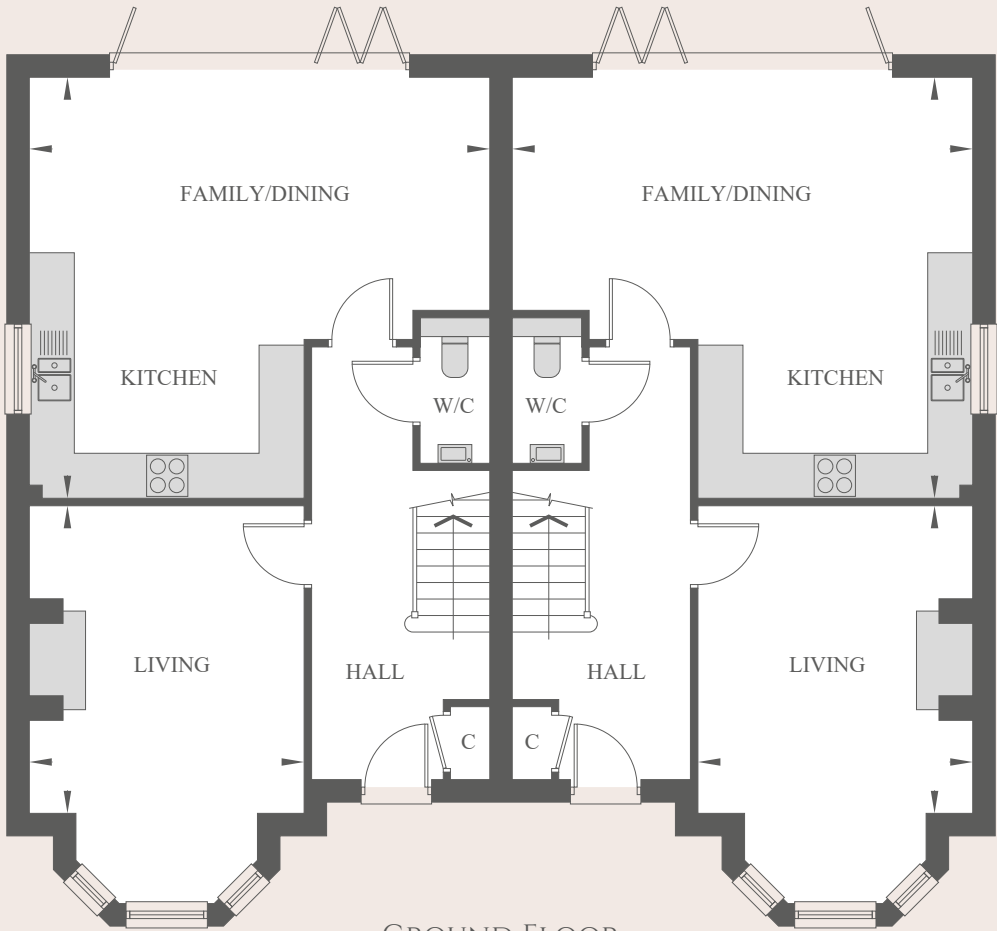 FAMILY/DINING FAMILY/DINING
KITCHEN KITCHEN
W/C W/C
LIVING HALL HALL LIVING
C C
GROUND FLOOR